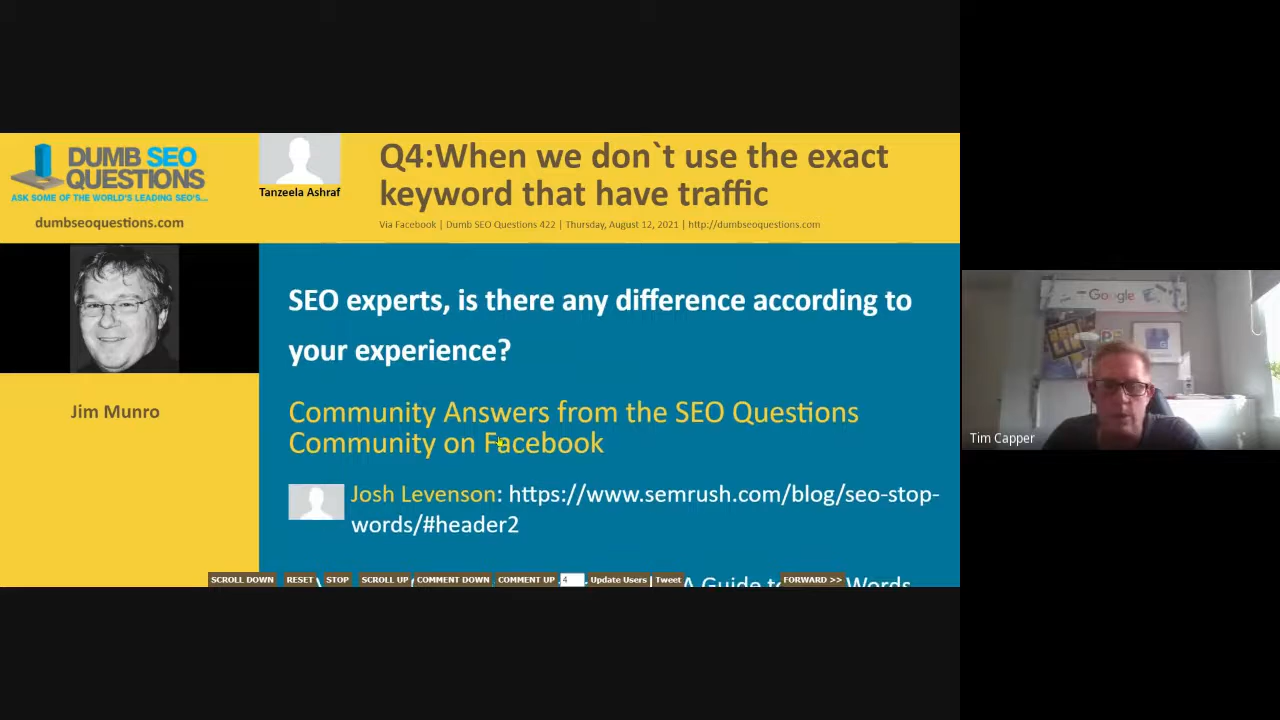 DUMB SEO
QUESTIONS
ASK SOME OF THE WORLD'S LEADING SEO'S...
dumbseoquestions.com
Tanzeela Ashraf
Q4:When we don`t use the exact
keyword that have traffic
Via Facebook | Dumb SEO Questions 422 | Thursday, August 12, 2021 | http://dumbseoquestions.com
Jim Munro
SEO experts, is there any difference according to
your experience?
Community Answers from the SEO Questions
Community on Facebook
Josh Levenson: https://www.semrush.com/blog/seo-stop-
words/#header2
A Guide to Words
SCROLL DOWN RESET STOP SCROLL UP COMMENT DOWN COMMENT UP 4 Update Users Tweet FORWARD >>
Google
Tim Capper